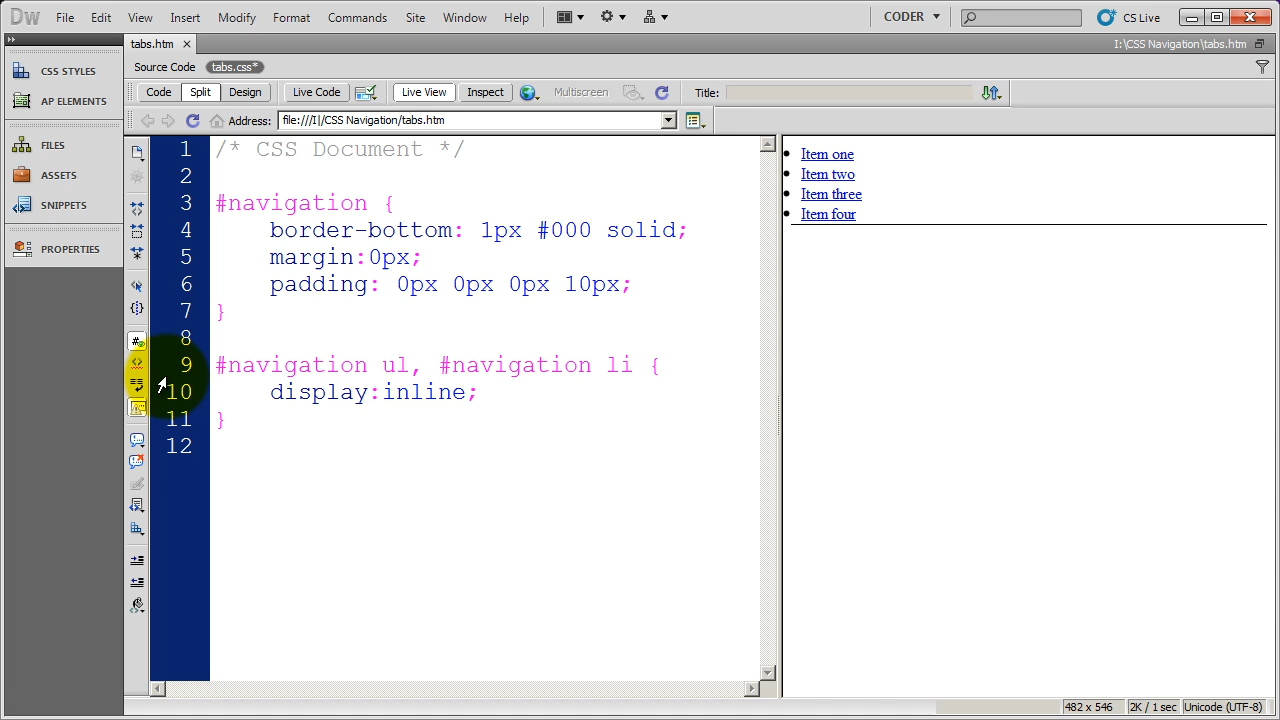 Dw File Edit View Insert Modify Format Commands Site Window Help CODER CS Live
tabs.htm I:\CSS Navigation\tabs.htm
Source Code tabs.css*
Code Split Design Live Code Live View Inspect Multiscreen Title:
Address: file:///I|/CSS Navigation/tabs.htm
CSS STYLES
AP ELEMENTS
FILES
ASSETS
SNIPPETS
PROPERTIES
1 /* CSS Document */
2
3 #navigation {
4 border-bottom: 1px #000 solid;
5 margin:0px;
6 padding: 0px 0px 0px 10px;
7 }
8
9 #navigation ul, #navigation li {
10 display:inline;
11 }
12
Item one
Item two
Item three
Item four
482 x 546 2K / 1 sec Unicode (UTF-8)